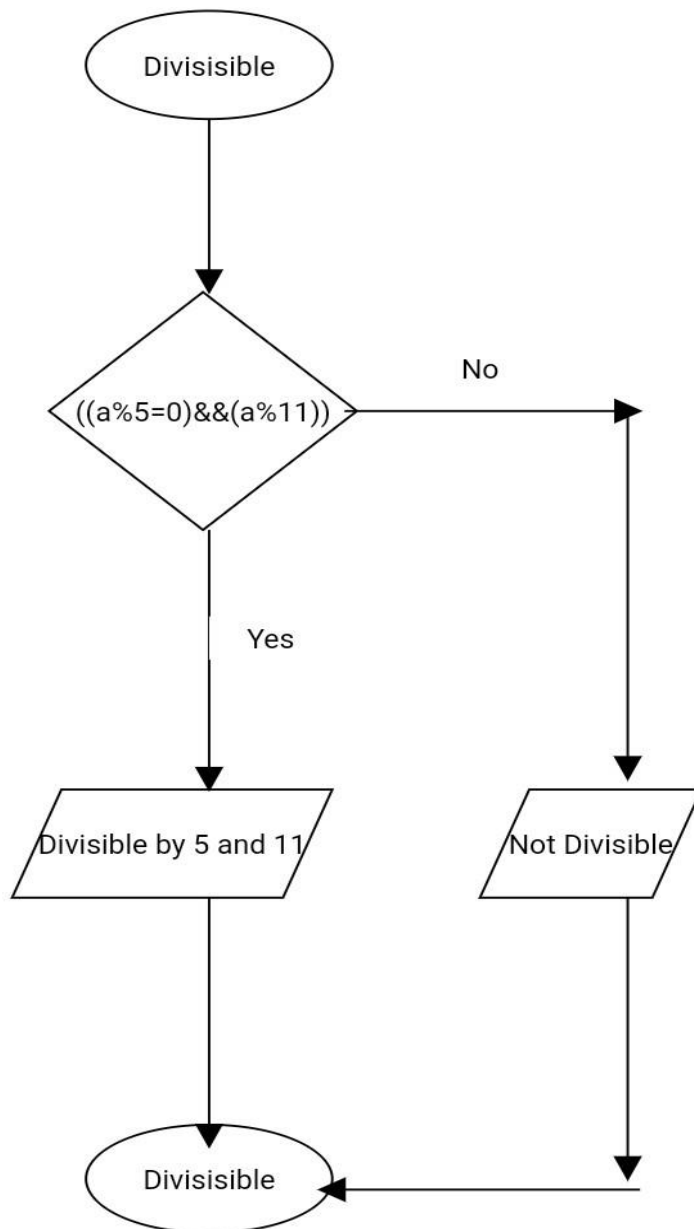 Divisisible
No
((a%5=0)&&(a%11))
Yes
Divisible by 5 and 11
Not Divisible
Divisisible